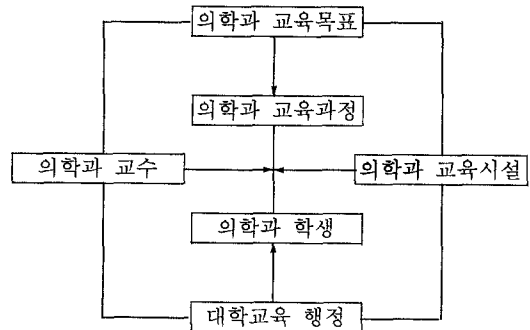 의학과 교육목표
의학과 교육과정
의학과 교수
의학과 교육시설
의학과 학생
대학교육 행정